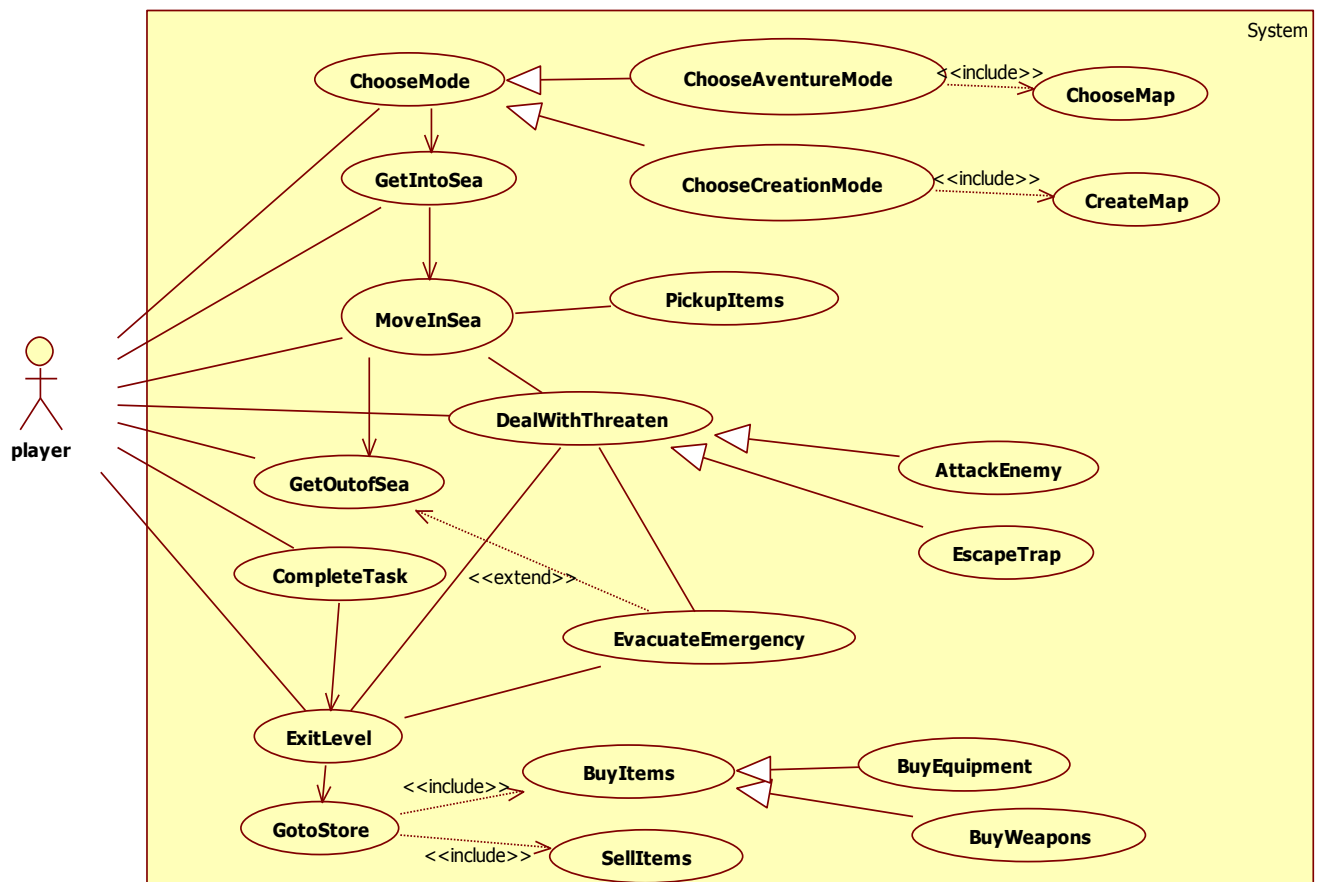 System
ChooseMode
ChooseAventureMode
<<include>>
ChooseMap
GetIntoSea
ChooseCreationMode
<<include>>
CreateMap
MoveInSea
PickupItems
player
DealWithThreaten
AttackEnemy
GetOutofSea
EscapeTrap
CompleteTask
<<extend>>
EvacuateEmergency
ExitLevel
BuyItems
BuyEquipment
<<include>>
GotoStore
BuyWeapons
<<include>>
SellItems